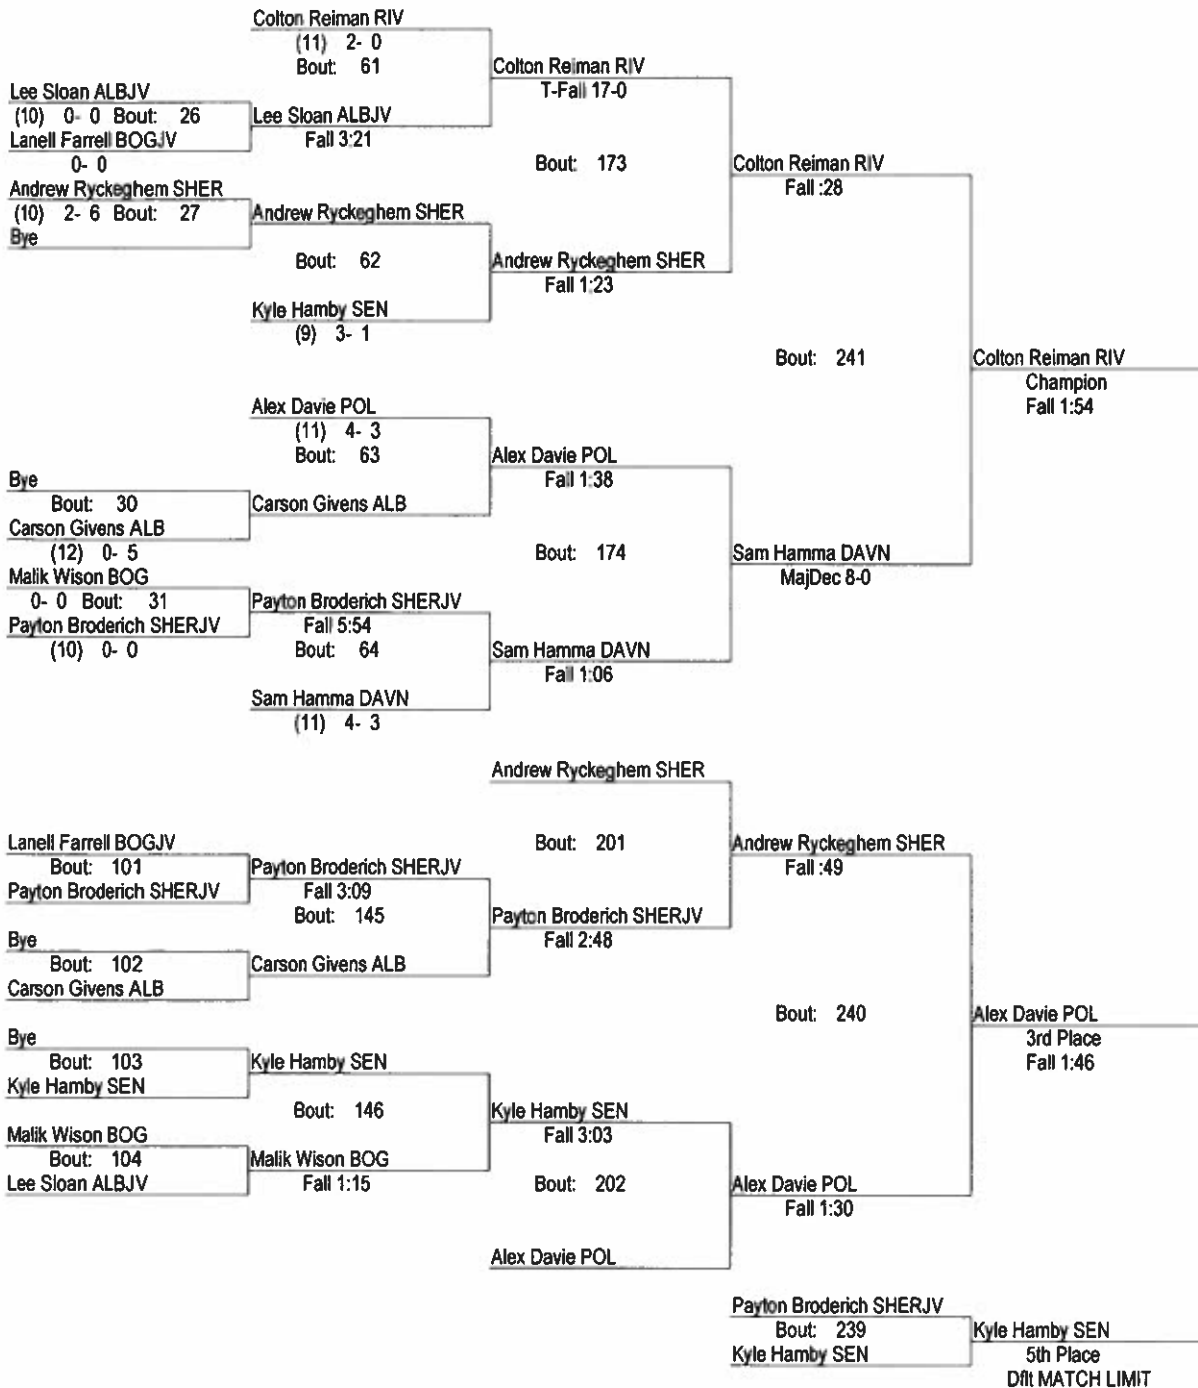 Colton Reiman RIV
(11) 2- 0
Bout: 61
Colton Reiman RIV
T-Fall 17-0
Lee Sloan ALBJV
(10) 0- 0 Bout: 26
Lee Sloan ALBJV
Lanell Farrell BOGJV
Fall 3:21
0- 0
Bout: 173
Colton Reiman RIV
Fall :28
Andrew Ryckeghem SHER
(10) 2- 6 Bout: 27
Andrew Ryckeghem SHER
Bye
Bout: 62
Andrew Ryckeghem SHER
Fall 1:23
Kyle Hamby SEN
(9) 3- 1
Bout: 241
Colton Reiman RIV
Champion
Fall 1:54
Alex Davie POL
(11) 4- 3
Bout: 63
Alex Davie POL
Fall 1:38
Bye
Bout: 30
Carson Givens ALB
Carson Givens ALB
(12) 0- 5
Bout: 174
Sam Hamma DAVN
MajDec 8-0
Malik Wison BOG
0- 0 Bout: 31
Payton Broderich SHERJV
Payton Broderich SHERJV
Fall 5:54
(10) 0- 0
Bout: 64
Sam Hamma DAVN
Fall 1:06
Sam Hamma DAVN
(11) 4- 3
Andrew Ryckeghem SHER
Lanell Farrell BOGJV
Bout: 201
Andrew Ryckeghem SHER
Bout: 101
Payton Broderich SHERJV
Fall :49
Payton Broderich SHERJV
Fall 3:09
Bout: 145
Payton Broderich SHERJV
Bye
Fall 2:48
Bout: 102
Carson Givens ALB
Carson Givens ALB
Bout: 240
Alex Davie POL
3rd Place
Fall 1:46
Bye
Bout: 103
Kyle Hamby SEN
Kyle Hamby SEN
Bout: 146
Kyle Hamby SEN
Fall 3:03
Malik Wison BOG
Bout: 104
Malik Wison BOG
Lee Sloan ALBJV
Fall 1:15
Bout: 202
Alex Davie POL
Fall 1:30
Alex Davie POL
Payton Broderich SHERJV
Bout: 239
Kyle Hamby SEN
Kyle Hamby SEN
5th Place
Dflt MATCH LIMIT